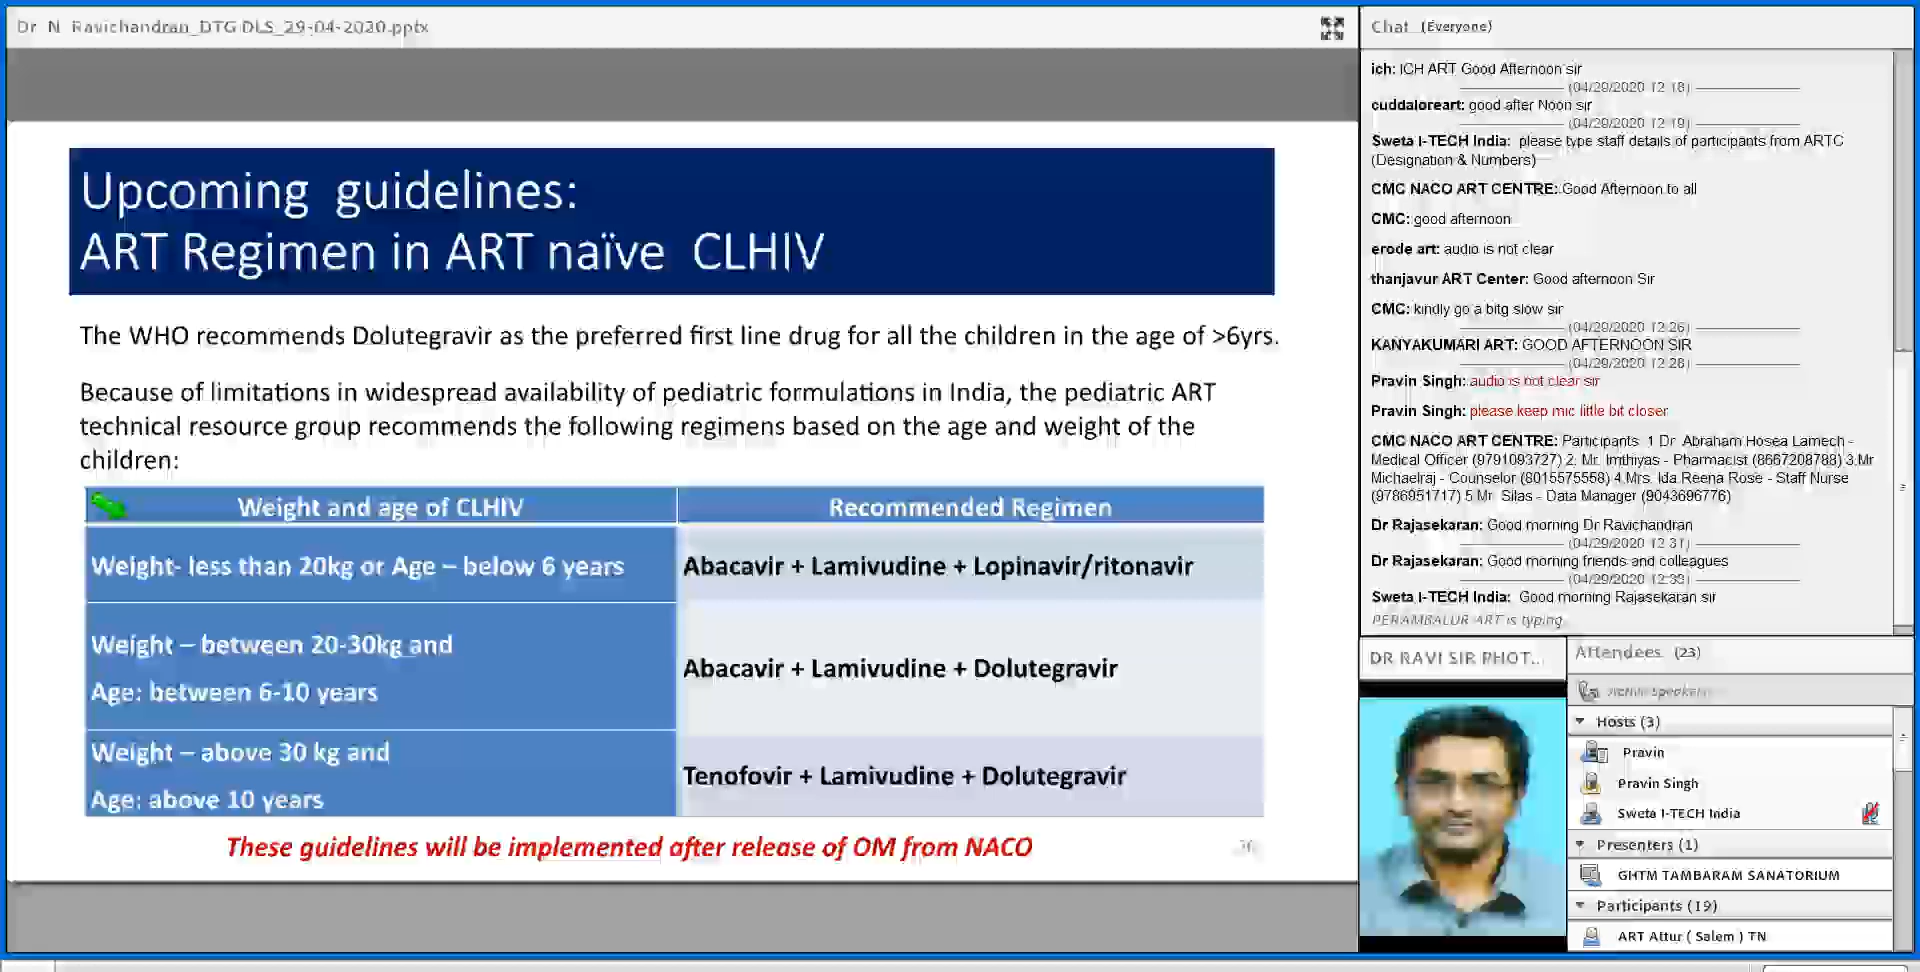 Dr N Ravichandran_DTG DLS_29-04-2020.pptx
Upcoming guidelines:
ART Regimen in ART naïve CLHIV
The WHO recommends Dolutegravir as the preferred first line drug for all the children in the age of >6yrs.
Because of limitations in widespread availability of pediatric formulations in India, the pediatric ART
technical resource group recommends the following regimens based on the age and weight of the
children:
Weight and age of CLHIV
Recommended Regimen
Weight- less than 20kg or Age – below 6 years
Abacavir + Lamivudine + Lopinavir/ritonavir
Weight – between 20-30kg and
Age: between 6-10 years
Abacavir + Lamivudine + Dolutegravir
Weight – above 30 kg and
Age: above 10 years
Tenofovir + Lamivudine + Dolutegravir
These guidelines will be implemented after release of OM from NACO
Chat (Everyone)
ich: ICH ART Good Afternoon sir
(04/29/2020 12:18)
cuddaloreart: good after Noon sir
(04/29/2020 12:19)
Sweta I-TECH India: please type staff details of participants from ARTC
(Designation & Numbers)
CMC NACO ART CENTRE: Good Afternoon to all
CMC: good afternoon
erode art: audio is not clear
thanjavur ART Center: Good afternoon Sir
CMC: kindly go a bitg slow sir
(04/29/2020 12:26)
KANYAKUMARI ART: GOOD AFTERNOON SIR
(04/29/2020 12:28)
Pravin Singh: audio is not clear sir
Pravin Singh: please keep mic little bit closer
CMC NACO ART CENTRE: Participants 1 Dr Abraham Hosea Lamech -
Medical Officer (9791093727) 2. Mr. Imthiyas - Pharmacist (8667208788) 3.Mr
Michaelraj - Counselor (8015575558) 4.Mrs. Ida Reena Rose - Staff Nurse
(9786951717) 5 Mr Silas - Data Manager (9043696776)
Dr Rajasekaran: Good morning Dr Ravichandran
(04/29/2020 12:31)
Dr Rajasekaran: Good morning friends and colleagues
(04/29/2020 12:33)
Sweta I-TECH India: Good morning Rajasekaran sir
PERAMBALUR ART is typing
DR RAVI SIR PHOT...
Attendees (23)
Active Speakers
Hosts (3)
Pravin
Pravin Singh
Sweta I-TECH India
Presenters (1)
GHTM TAMBARAM SANATORIUM
Participants (19)
ART Attur ( Salem ) TN